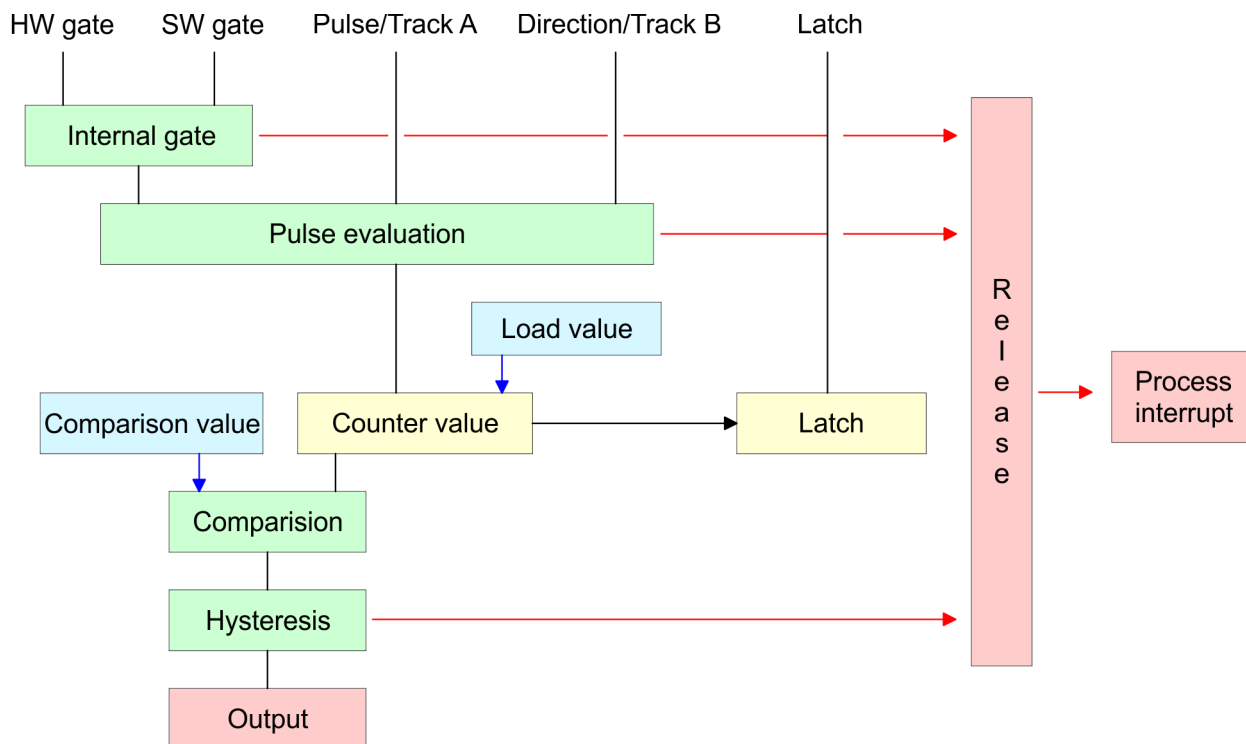 HW gate
SW gate
Pulse/Track A
Direction/Track B
Latch
Internal gate
Pulse evaluation
Load value
Comparison value
Counter value
Latch
Release
Process
interrupt
Comparision
Hysteresis
Output